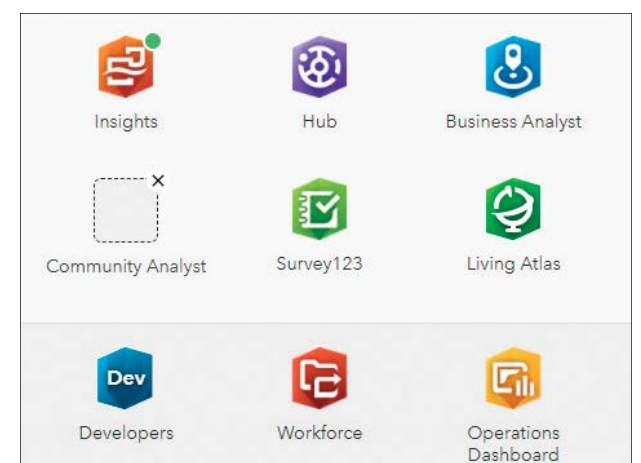 Insights Hub Business Analyst
Community Analyst Survey123 Living Atlas
Dev
Developers Workforce Operations
Dashboard